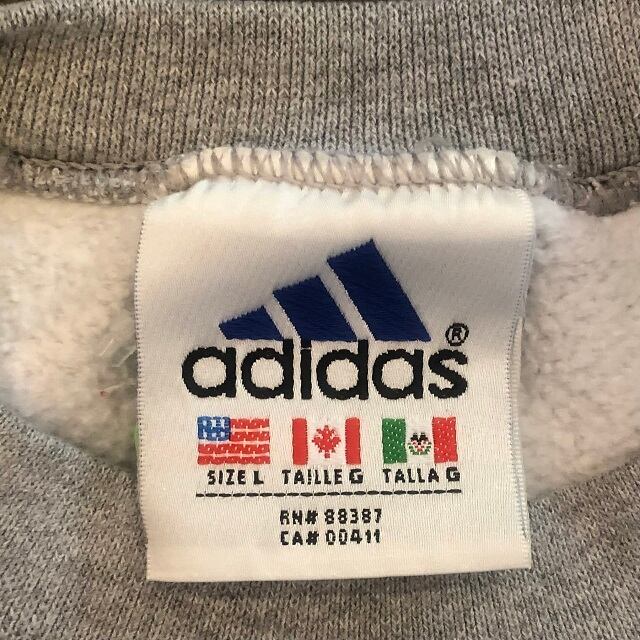 adidas®
SIZE L TAILLE G TALLA G
RN# 88387
CA# 00411